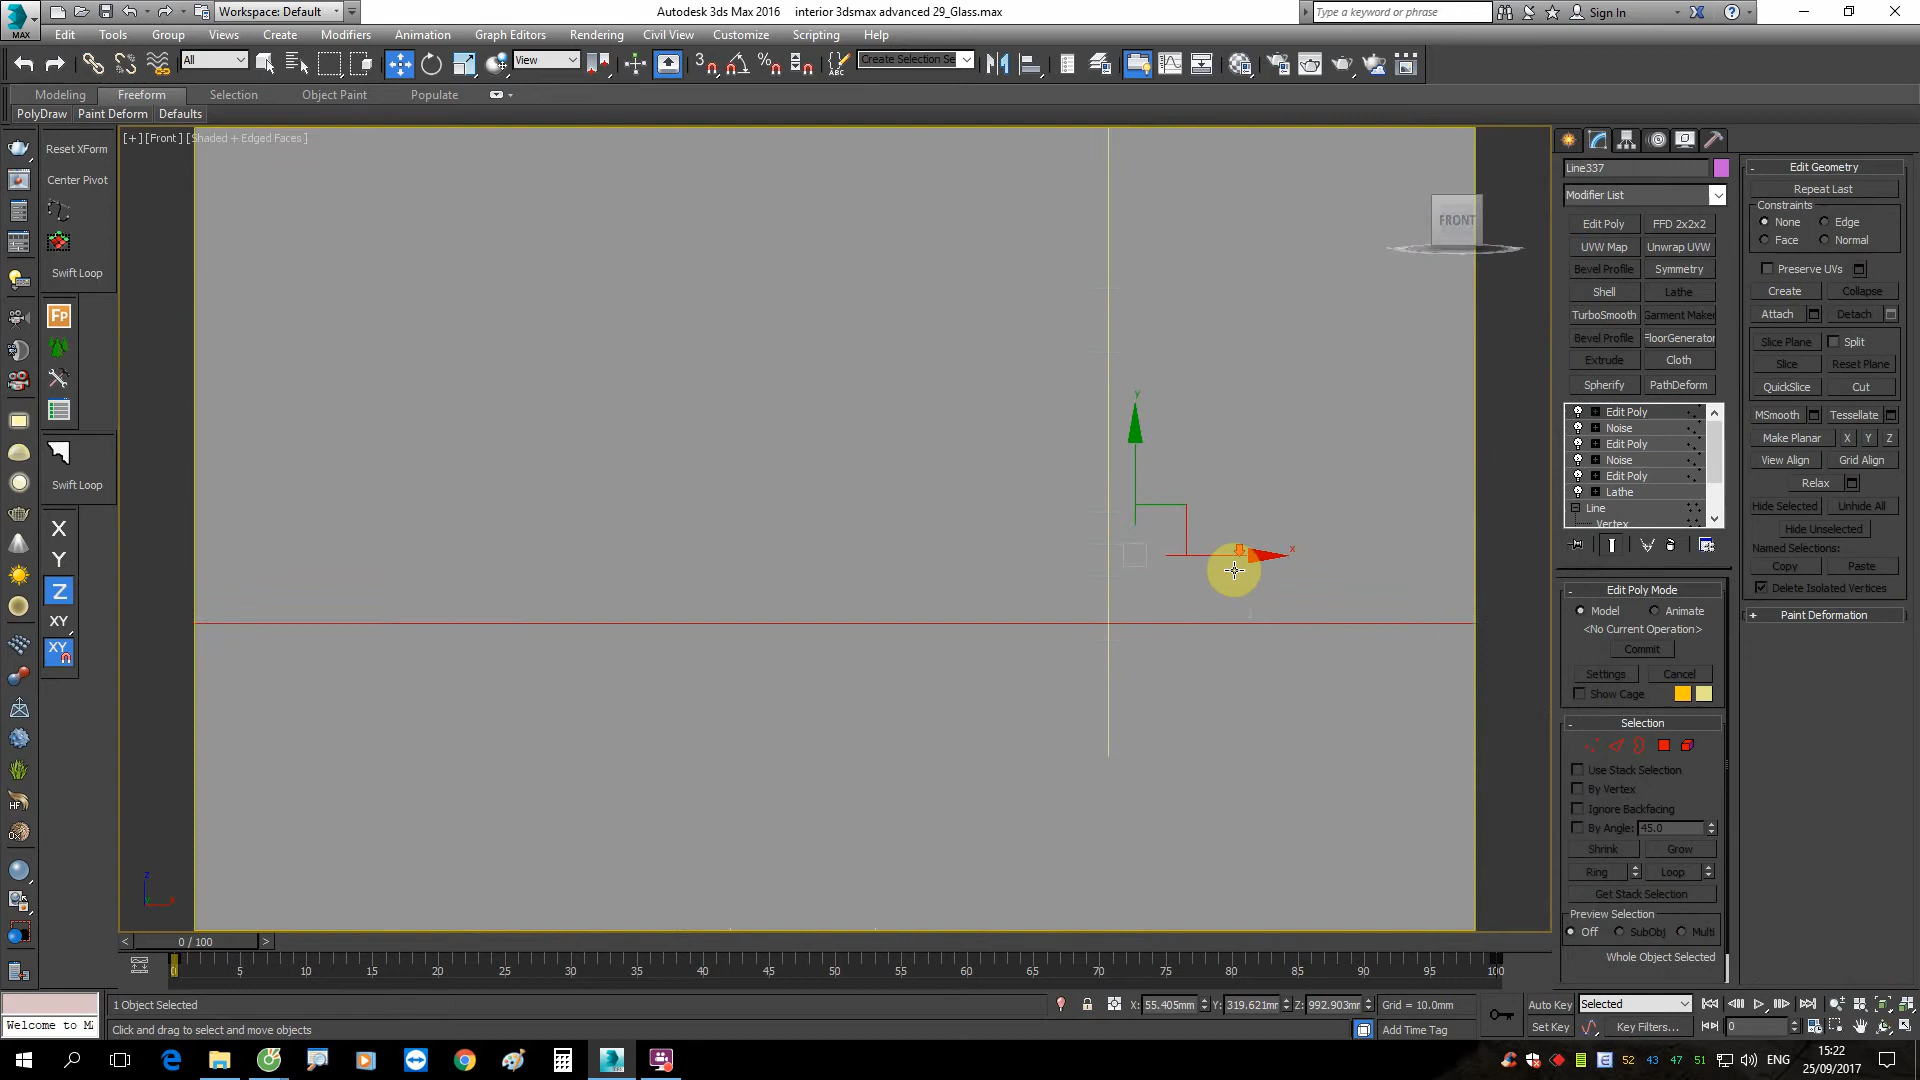 MAX
Workspace: Default
Autodesk 3ds Max 2016 interior 3dsmax advanced 29_Glass.max
Type a keyword or phrase
Sign In
Edit Tools Group Views Create Modifiers Animation Graph Editors Rendering Civil View Customize Scripting Help
All
View
Create Selection Se
Modeling Freeform Selection Object Paint Populate
PolyDraw Paint Deform Defaults
Reset XForm
Center Pivot
Swift Loop
Fp
Swift Loop
X
Y
Z
XY
XY
HF
[+] [Front] [Shaded + Edged Faces]
FRONT
y
x
z
x
Line337
Modifier List
Edit Poly FFD 2x2x2
UVW Map Unwrap UVW
Bevel Profile Symmetry
Shell Lathe
TurboSmooth Garment Maker
Bevel Profile FloorGenerator
Extrude Cloth
Spherify PathDeform
Edit Poly
Noise
Edit Poly
Noise
Edit Poly
Lathe
Line
Vertex
Edit Poly Mode
Model Animate
<No Current Operation>
Commit
Settings Cancel
Show Cage
Selection
Use Stack Selection
By Vertex
Ignore Backfacing
By Angle: 45.0
Shrink Grow
Ring Loop
Get Stack Selection
Preview Selection
Off SubObj Multi
Whole Object Selected
Edit Geometry
Repeat Last
Constraints
None Edge
Face Normal
Preserve UVs
Create Collapse
Attach Detach
Slice Plane Split
Slice Reset Plane
QuickSlice Cut
MSmooth Tessellate
Make Planar X Y Z
View Align Grid Align
Relax
Hide Selected Unhide All
Hide Unselected
Named Selections:
Copy Paste
Delete Isolated Vertices
Paint Deformation
0 / 100
0 5 10 15 20 25 30 35 40 45 50 55 60 65 70 75 80 85 90 95 100
1 Object Selected
X: 55.405mm Y: 319.621mr Z: 992.903mr Grid = 10.0mm
Auto Key Selected
Welcome to M
Click and drag to select and move objects
Add Time Tag
Set Key Key Filters... 0
52 43 47 51 ENG
15:22
25/09/2017